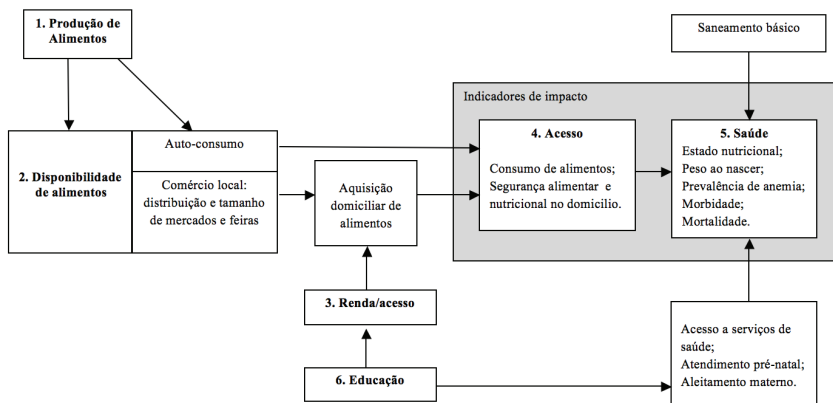 1. Produção de
Alimentos
Saneamento básico
Indicadores de impacto
2. Disponibilidade
de alimentos
Auto-consumo
Comércio local:
distribuição e tamanho
de mercados e feiras
Aquisição
domiciliar de
alimentos
4. Acesso
Consumo de alimentos;
Segurança alimentar e
nutricional no domicilio.
5. Saúde
Estado nutricional;
Peso ao nascer;
Prevalência de anemia;
Morbidade;
Mortalidade.
3. Renda/acesso
6. Educação
Acesso a serviços de
saúde;
Atendimento pré-natal;
Aleitamento materno.